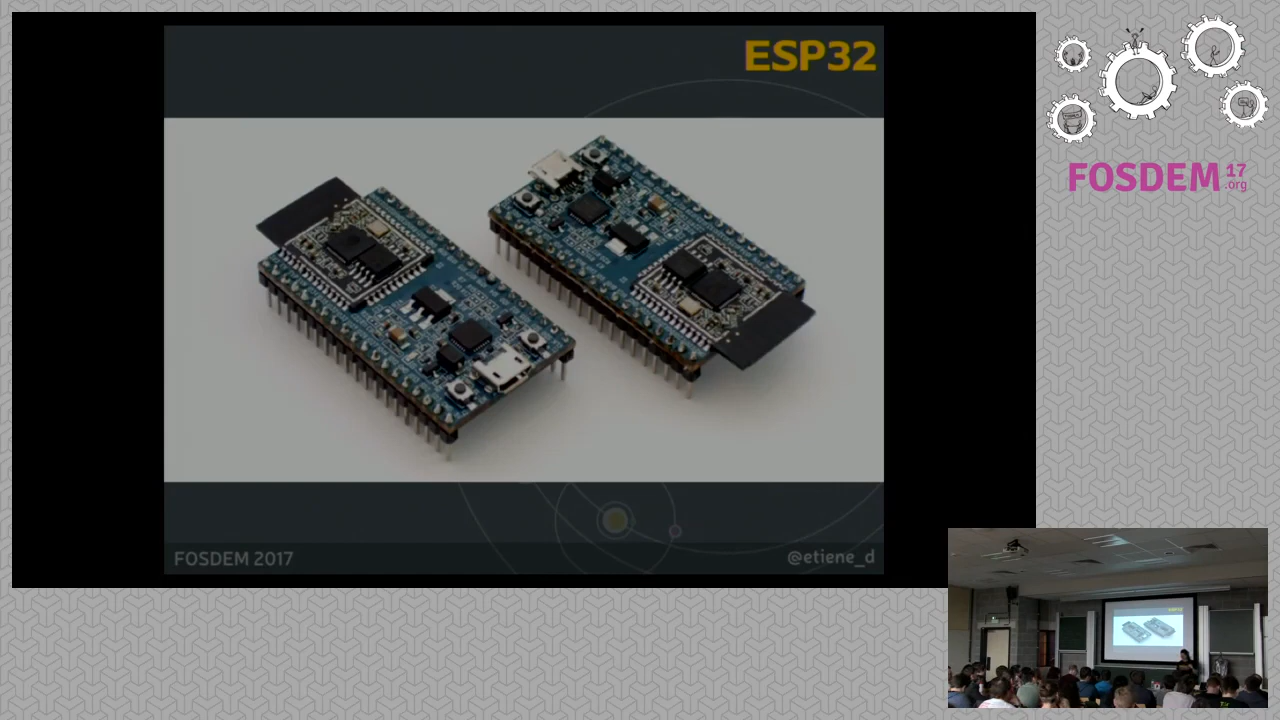 ESP32
FOSDEM 2017
@etiene_d
FOSDEM 17
.org